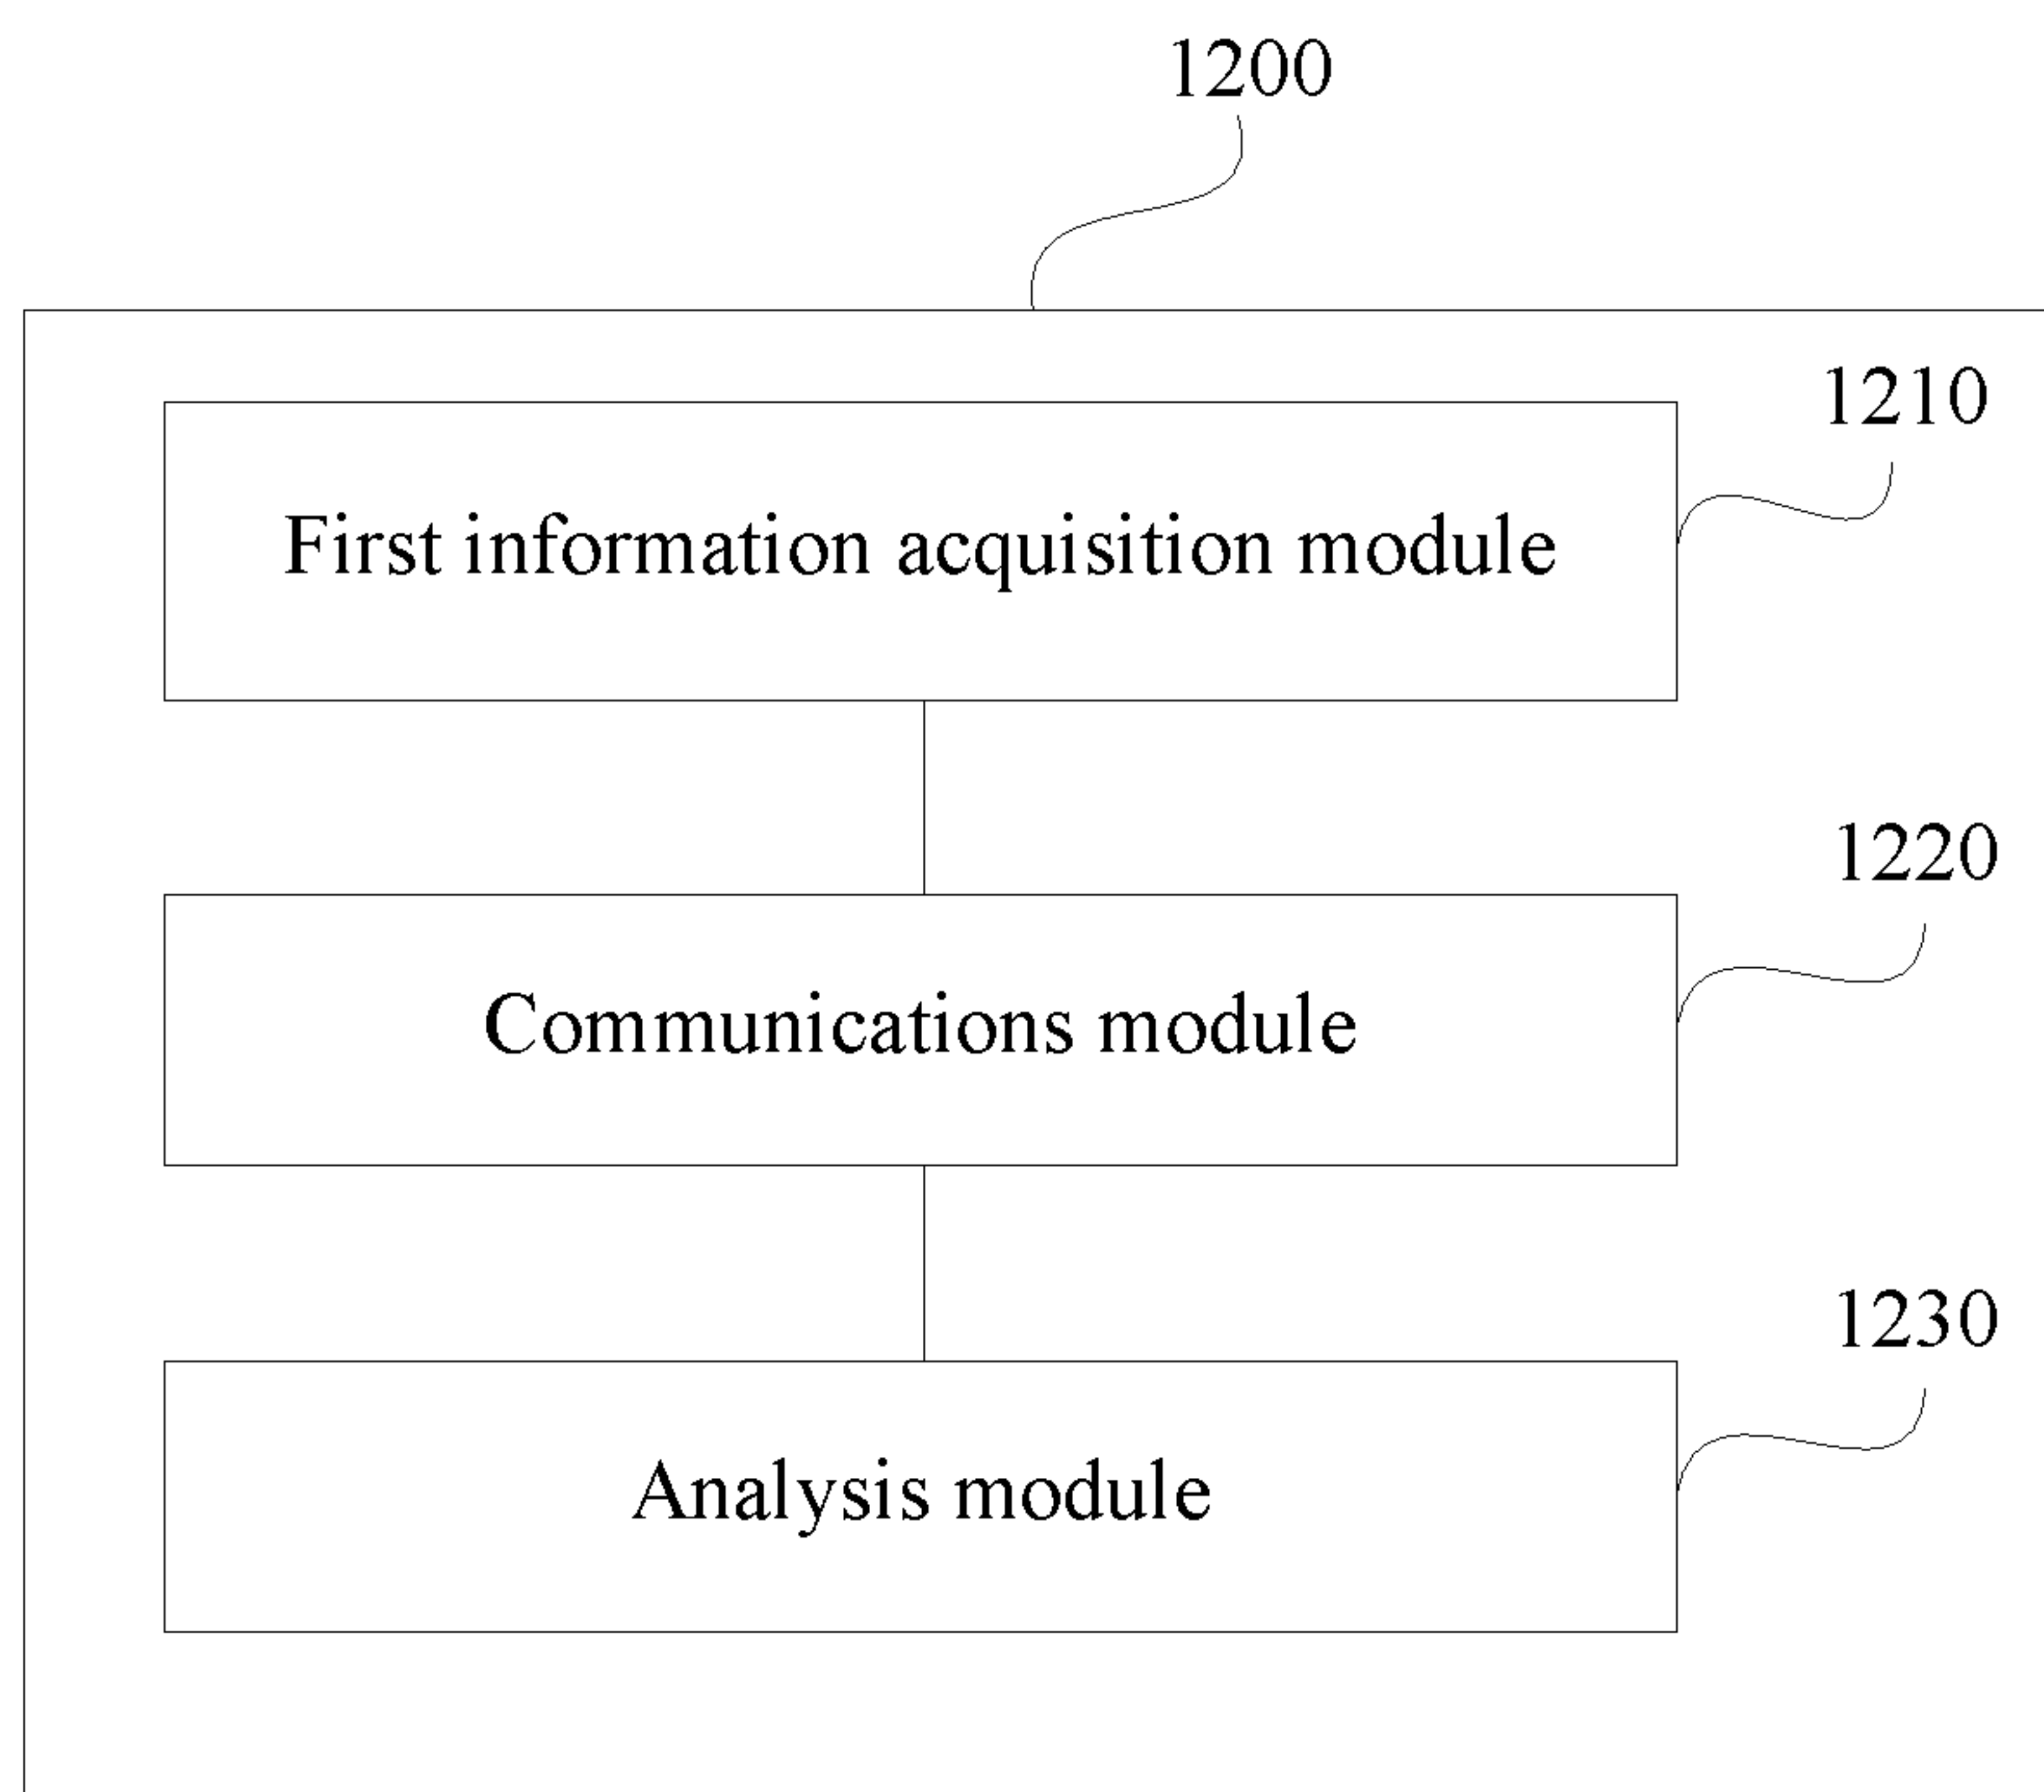 1200
1210
First information acquisition module
1220
Communications module
1230
Analysis module